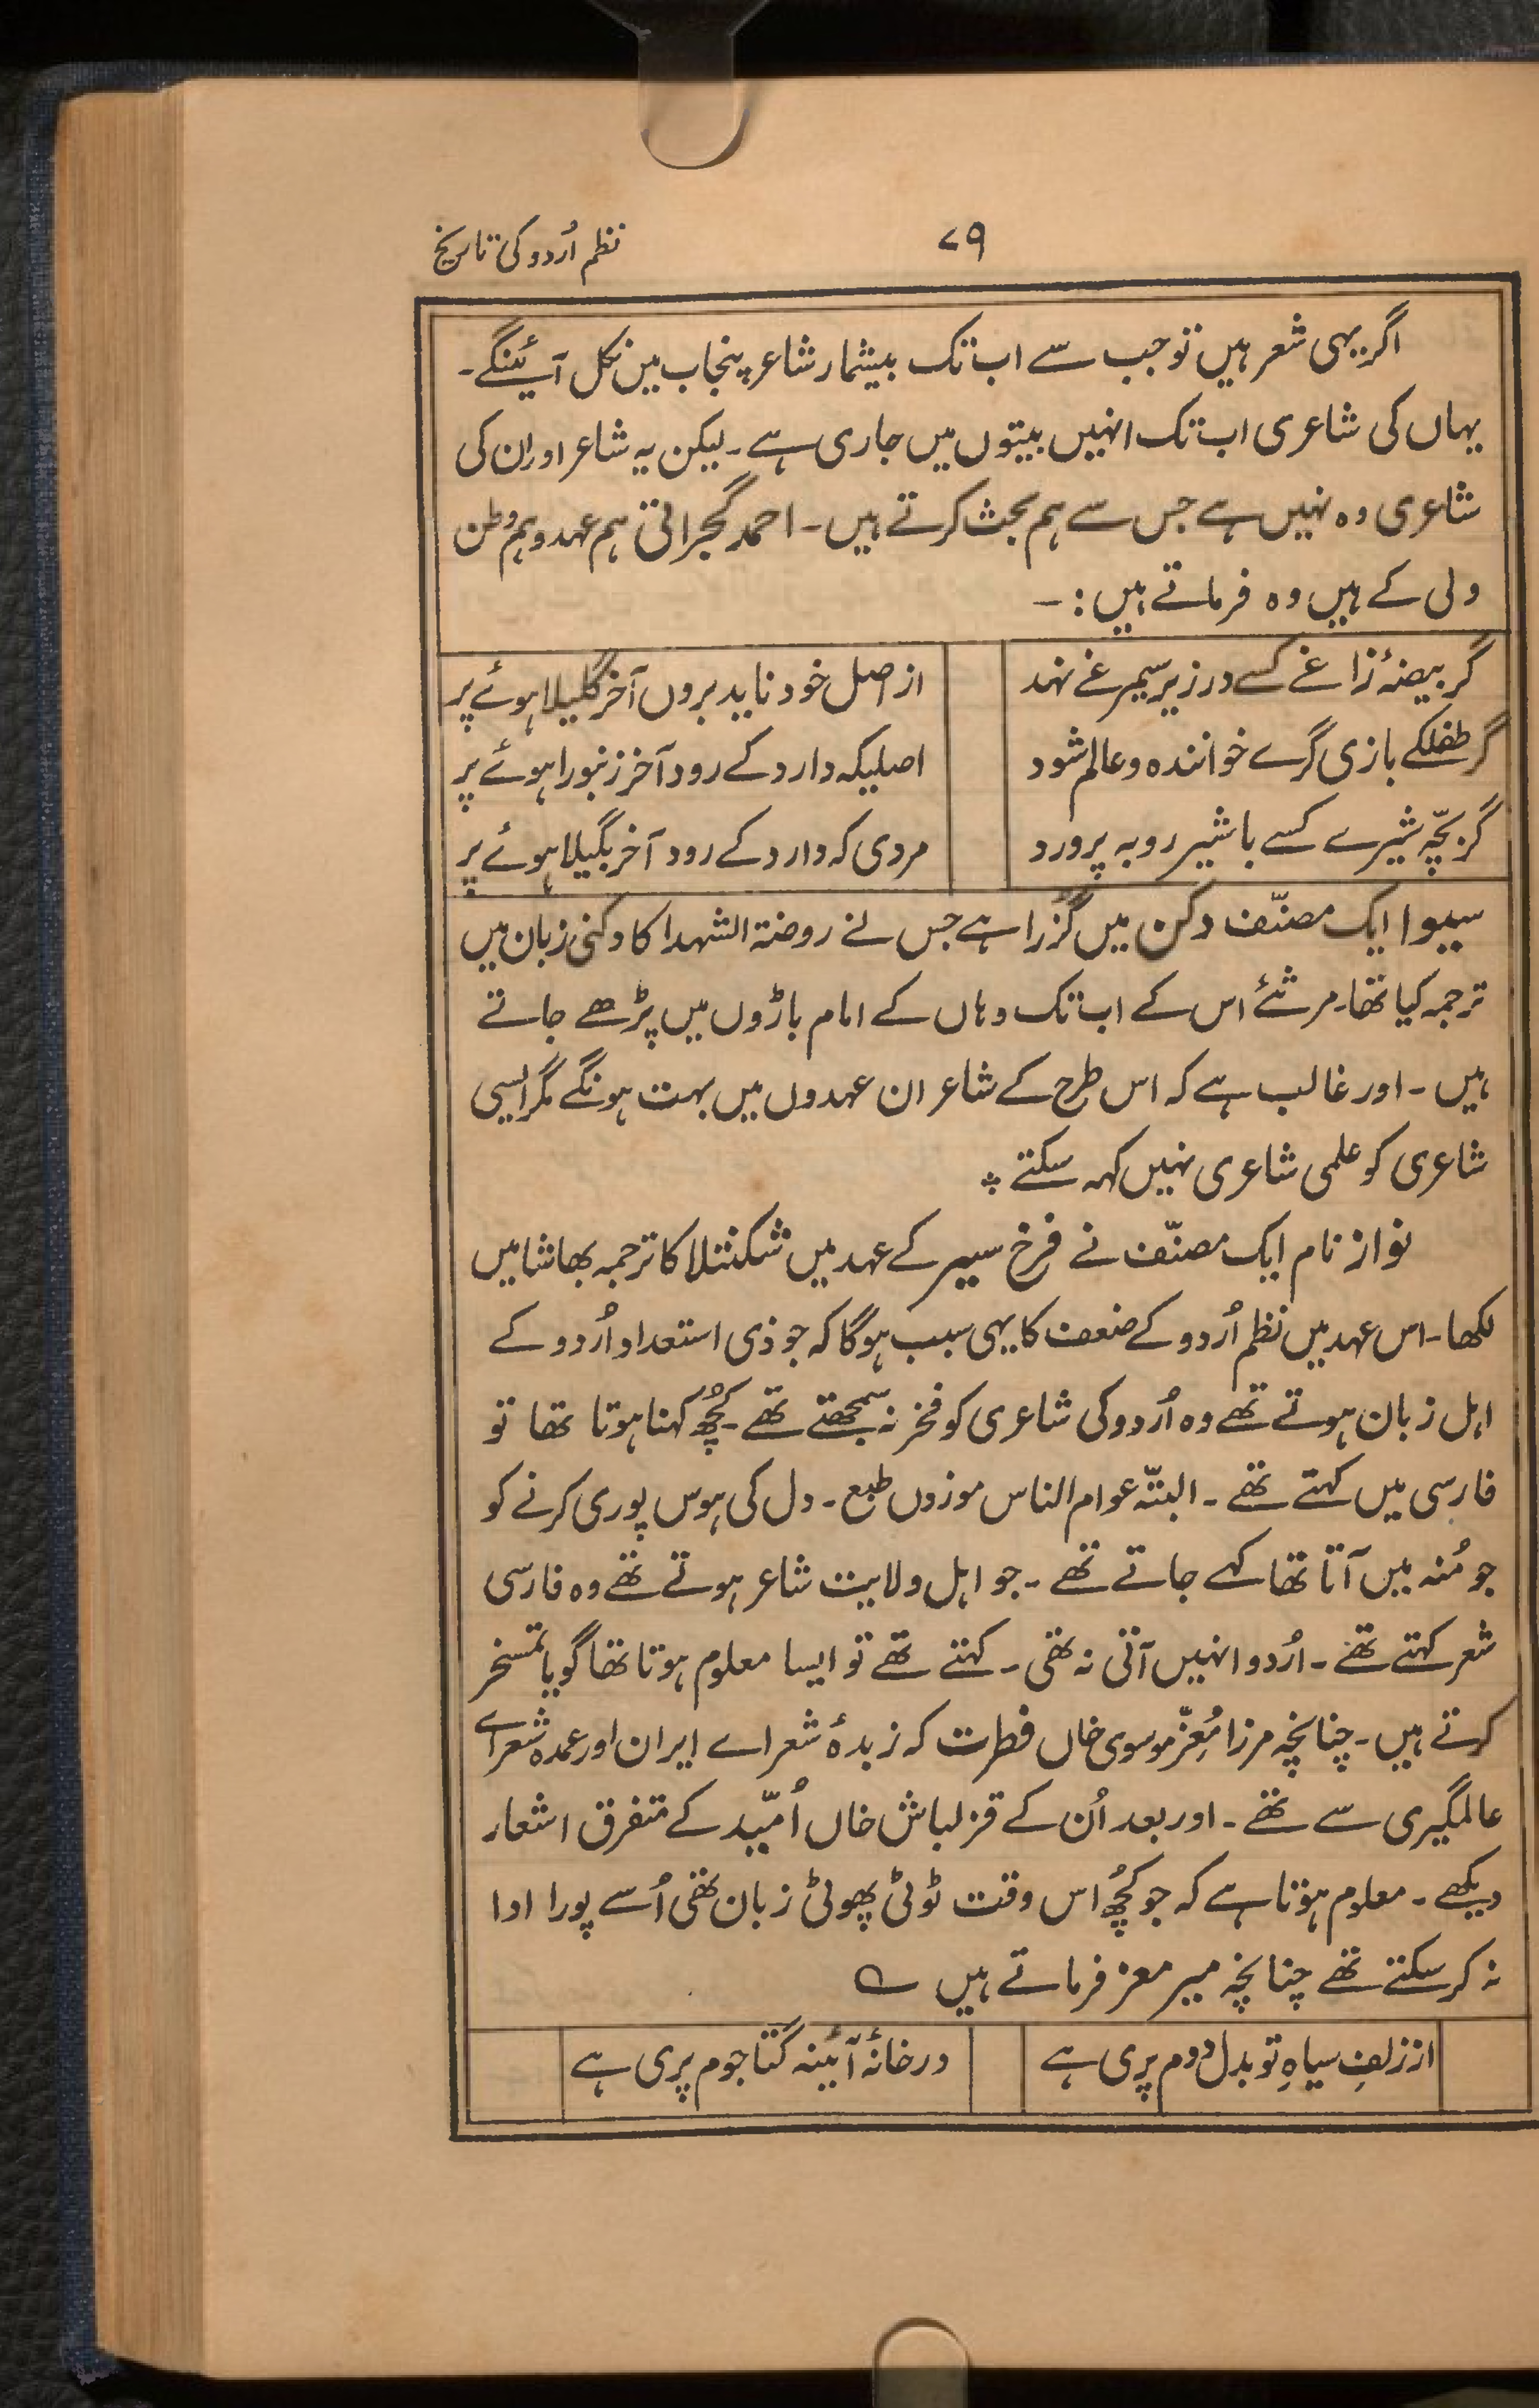 ۷۹
نظم اُردو کی تاریخ
اگر یہی شعر ہیں تو جب سے اب تک بیشمار شاعر پنجاب میں نکل آئینگے۔
یہاں کی شاعری اب تک انہیں بیتوں میں جاری ہے۔ لیکن یہ شاعر اور ان کی
شاعری وہ نہیں ہے جس سے ہم بحث کرتے ہیں۔ احمد گجراتی ہم عہد و ہم وطن
ولی کے ہیں وہ فرماتے ہیں :۔
گر بیضۂ زاغے کسے در زیر سیمرغے نہد
از اصل خود ناید بروں آخر گلیلا ہوئے پر
گر طفلکے بازی گرے خوانندہ و عالم شود
اصلیکہ دارد کے رود آخر زنبورا ہوئے پر
گر بچّہ شیرے کسے با شیر روبہ پرورد
مردی کہ دارد کے رود آخر بگیلا ہوئے پر
سیوا ایک مصنّف دکن میں گُزرا ہے جس نے روضۃ الشہدا کا دکنی زبان میں
ترجمہ کیا تھا۔ مرثئے اس کے اب تک وہاں کے امام باڑوں میں پڑھے جاتے
ہیں۔ اور غالب ہے کہ اس طرح کے شاعر ان عہدوں میں بہت ہونگے مگر ایسی
شاعری کو علمی شاعری نہیں کہہ سکتے ۔:
نواز نام ایک مصنّف نے فرخ سیر کے عہد میں شکنتلا کا ترجمہ بھاشا میں
لکھا۔ اس عہد میں نظم اُردو کے ضعف کا یہی سبب ہوگا کہ جو ذی استعداد اُردو کے
اہل زبان ہوتے تھے وہ اُردو کی شاعری کو فخر نہ سمجھتے تھے۔ کُچھ کہنا ہوتا تھا تو
فارسی میں کہتے تھے۔ البتّہ عوام الناس موزوں طبع۔ دل کی ہوس پوری کرنے کو
جو مُنہ میں آتا تھا کہے جاتے تھے۔ جو اہل ولایت شاعر ہوتے تھے وہ فارسی
شعر کہتے تھے۔ اُردو انہیں آتی نہ تھی۔ کہتے تھے تو ایسا معلوم ہوتا تھا گویا تمسخر
کرتے ہیں۔ چنانچہ مرزا مُعِزّ موسوی خاں فطرت کہ زبدۂ شعراے ایران اور عمدہ شعراے
عالمگیری سے تھے۔ اور بعد اُن کے قزلباش خاں اُمّید کے متفرق اشعار
دیکھے۔ معلوم ہوتا ہے کہ جو کُچھ اس وقت ٹوٹی پھوٹی زبان تھی اُسے پورا ادا
نہ کر سکتے تھے چنانچہ میر معز فرماتے ہیں ؎
از زلفِ سیاہِ تو بدل دوم پری ہے
در خانۂ آئینہ گتا جوم پری ہے